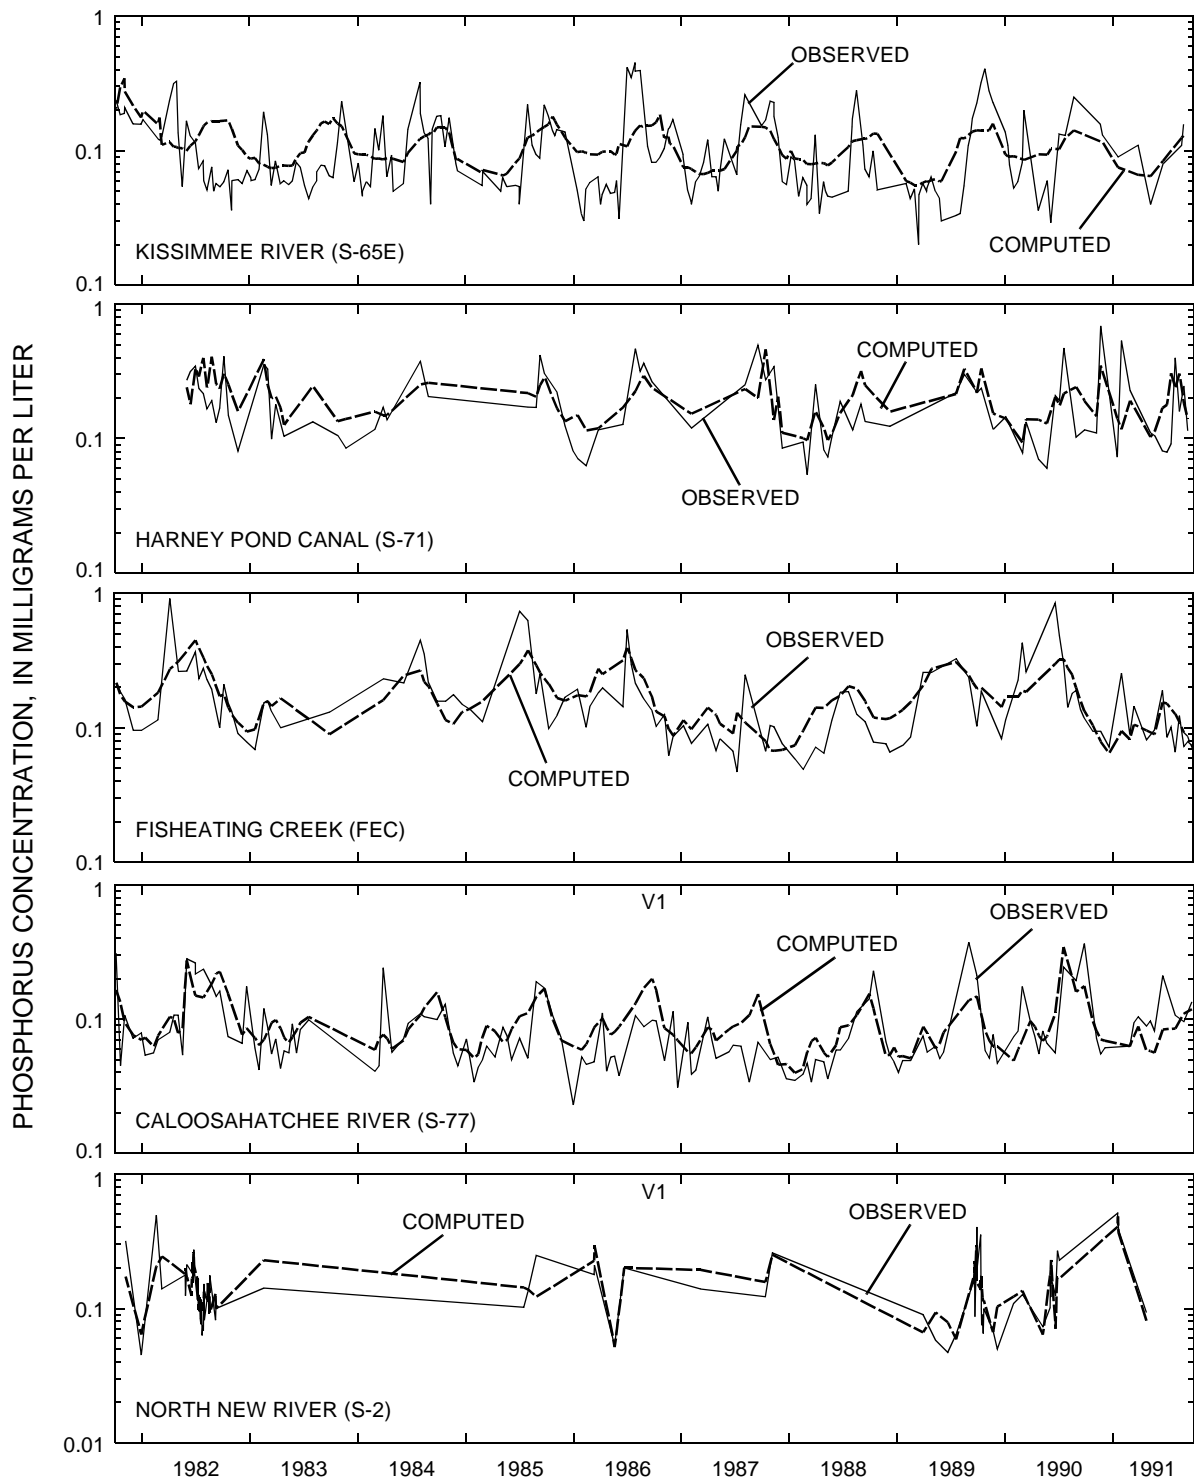 PHOSPHORUS CONCENTRATION, IN MILLIGRAMS PER LITER
1
OBSERVED
0.1
COMPUTED
KISSIMMEE RIVER (S-65E)
0.1
1
COMPUTED
0.1
OBSERVED
HARNEY POND CANAL (S-71)
0.1
1
OBSERVED
0.1
COMPUTED
FISHEATING CREEK (FEC)
0.1
1
V1
OBSERVED
COMPUTED
0.1
CALOOSAHATCHEE RIVER (S-77)
0.1
1
V1
COMPUTED
OBSERVED
0.1
NORTH NEW RIVER (S-2)
0.01
1982 1983 1984 1985 1986 1987 1988 1989 1990 1991